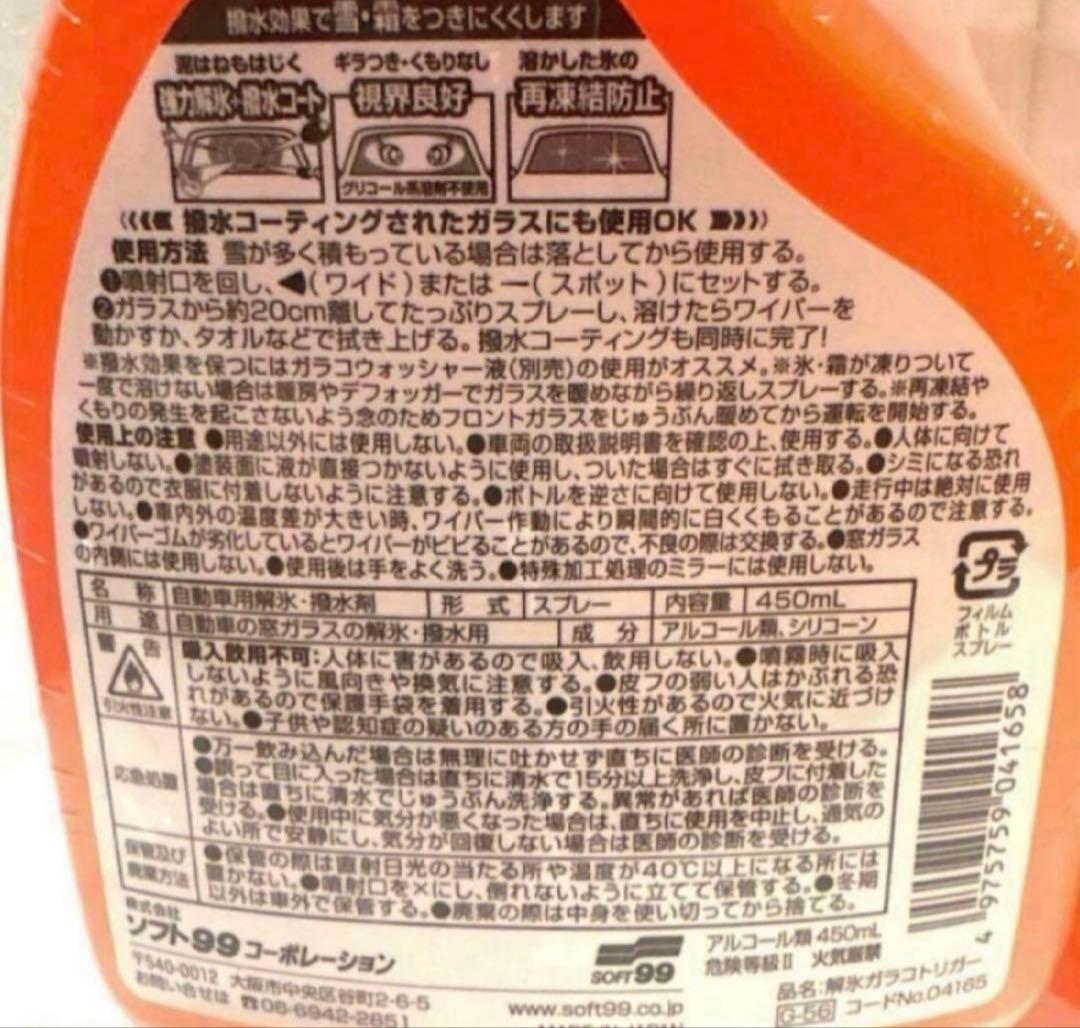 撥水効果で雪・霜をつきにくくします
泥はねもはじく
強力解氷+撥水コート
ギラつき・くもりなし
視界良好
グリコール系溶剤不使用
溶かした氷の
再凍結防止
撥水コーティングされたガラスにも使用OK
使用方法 雪が多く積もっている場合は落としてから使用する。
❶噴射口を回し、◀(ワイド)または ー(スポット)にセットする。
❷ガラスから約20cm離してたっぷりスプレーし、溶けたらワイパーを
動かすか、タオルなどで拭き上げる。撥水コーティングも同時に完了!
※撥水効果を保つにはガラコウォッシャー液(別売)の使用がオススメ。※氷・霜が凍りついて
一度で溶けない場合は暖房やデフォッガーでガラスを暖めながら繰り返しスプレーする。※再凍結や
くもりの発生を起こさないよう念のためフロントガラスをじゅうぶん暖めてから運転を開始する。
使用上の注意 ●用途以外には使用しない。●車両の取扱説明書を確認の上、使用する。●人体に向けて
噴射しない。●塗装面に液が直接つかないように使用し、ついた場合はすぐに拭き取る。●シミになる恐れ
があるので衣服に付着しないように注意する。●ボトルを逆さに向けて使用しない。●走行中は絶対に使用
しない。●車内外の温度差が大きい時、ワイパー作動により瞬間的に白くくもることがあるので注意する。
●ワイパーゴムが劣化しているとワイパーがビビることがあるので、不良の際は交換する。●窓ガラス
の内側には使用しない。●使用後は手をよく洗う。●特殊加工処理のミラーには使用しない。
プラ
フィルム
ボトル
スプレー
名 称 自動車用解氷・撥水剤 形 式 スプレー 内容量 450mL
用 途 自動車の窓ガラスの解氷・撥水用 成 分 アルコール類、シリコーン
警 告
引火性注意
吸入飲用不可:人体に害があるので吸入、飲用しない。●噴霧時に吸入
しないように風向きや換気に注意する。●皮フの弱い人はかぶれる恐
れがあるので保護手袋を着用する。●引火性があるので火気に近づけ
ない。●子供や認知症の疑いのある方の手の届く所に置かない。
応急処置
●万一飲み込んだ場合は無理に吐かせず直ちに医師の診断を受ける。
●誤って目に入った場合は直ちに清水で15分以上洗浄し、皮フに付着した
場合は直ちに清水でじゅうぶん洗浄する。異常があれば医師の診断を
受ける。●使用中に気分が悪くなった場合は、直ちに使用を中止し、通気の
よい所で安静にし、気分が回復しない場合は医師の診断を受ける。
保管及び
廃棄方法
●保管の際は直射日光の当たる所や温度が40℃以上になる所には
置かない。●噴射口を×にし、倒れないように立てて保管する。●冬期
以外は車外で保管する。●廃棄の際は中身を使い切ってから捨てる。
4 975759 041658
株式会社
ソフト99コーポレーション
〒540-0012 大阪市中央区谷町2-6-5
お問い合せは ☎06-6942-2851
SOFT99
www.soft99.co.jp
MADE IN JAPAN
アルコール類 450mL
危険等級Ⅱ 火気厳禁
品名:解氷ガラコトリガー
G-56 コードNo.04165